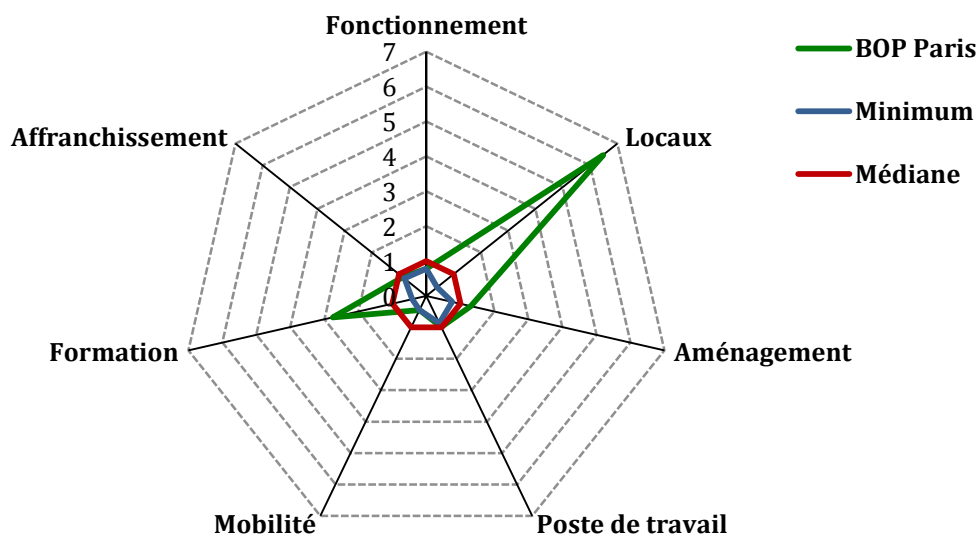 Fonctionnement
7
6
5
4
3
2
1
0
Locaux
Aménagement
Poste de travail
Mobilité
Formation
Affranchissement
BOP Paris
Minimum
Médiane